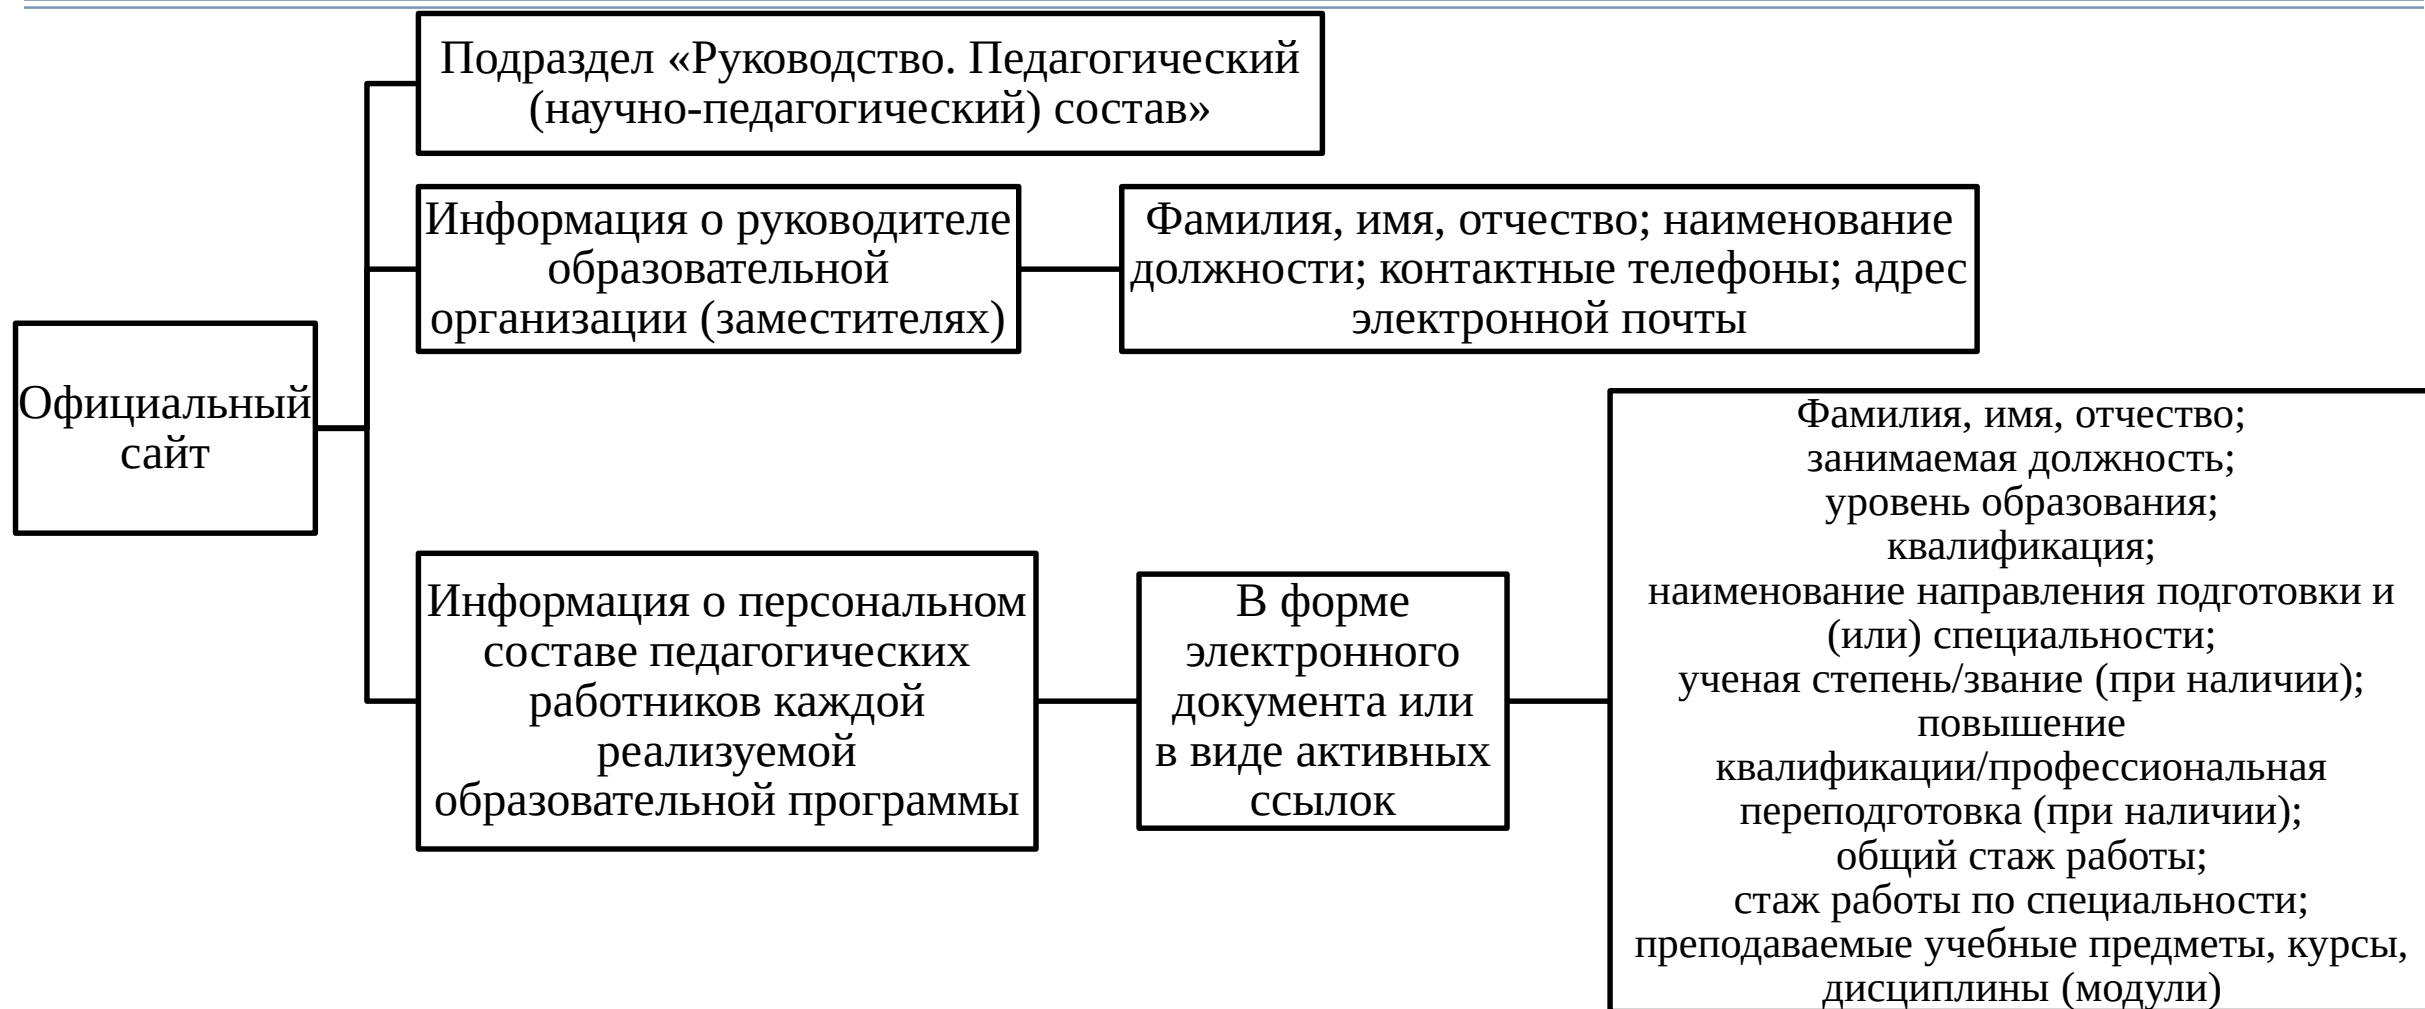 Подраздел «Руководство. Педагогический
(научно-педагогический) состав»
Информация о руководителе
образовательной
организации (заместителях)
Фамилия, имя, отчество; наименование
должности; контактные телефоны; адрес
электронной почты
Официальный
сайт
Информация о персональном
составе педагогических
работников каждой
реализуемой
образовательной программы
В форме
электронного
документа или
в виде активных
ссылок
Фамилия, имя, отчество;
занимаемая должность;
уровень образования;
квалификация;
наименование направления подготовки и
(или) специальности;
ученая степень/звание (при наличии);
повышение
квалификации/профессиональная
переподготовка (при наличии);
общий стаж работы;
стаж работы по специальности;
преподаваемые учебные предметы, курсы,
дисциплины (модули)